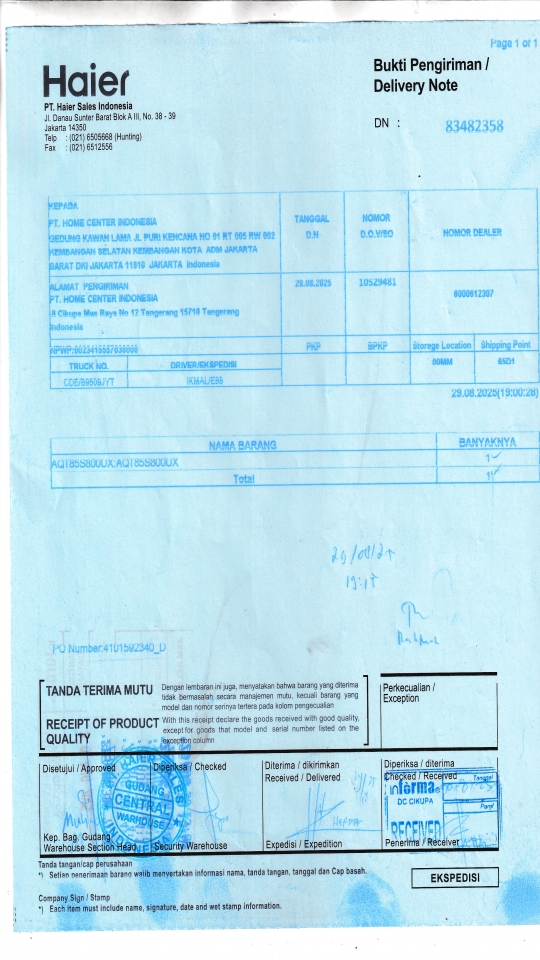 Page 1 of 1
Haier
Bukti Pengiriman /
Delivery Note
PT. Haier Sales Indonesia
Jl. Danau Sunter Barat Blok A III, No. 38 - 39
Jakarta 14350
Telp : (021) 6505668 (Hunting)
Fax : (021) 6512556
DN : 83482358
KEPADA
PT. HOME CENTER INDONESIA
GEDUNG KAWAN LAMA JL PURI KENCANA NO 01 RT 005 RW 002
KEMBANGAN SELATAN KEMBANGAN KOTA ADM JAKARTA
BARAT DKI JAKARTA 11610 JAKARTA Indonesia
TANGGAL
D.N
NOMOR
D.O.V/SO
NOMOR DEALER
ALAMAT PENGIRIMAN
PT. HOME CENTER INDONESIA
Jl Cikupa Mas Raya No 12 Tangerang 15710 Tangerang
Indonesia
29.08.2025
10529481
6000612307
PKP
BPKP
Storege Location
Shipping Point
TRUCK NO.
DRIVER/EKSPEDISI
00MM
65D1
CDE/B9509JYT
IKMAL/E99
29.08.2025(19:00:28)
NAMA BARANG
BANYAKNYA
AQT85S800UX;AQT85S800UX
1
Total
1
19:15
PO Number:4101592340_D
TANDA TERIMA MUTU
Dengan lembaran ini juga, menyatakan bahwa barang yang diterima
tidak bermasalah secara manajemen mutu, kecuali barang yang
model dan nomor serinya tertera pada kolom pengecualian
RECEIPT OF PRODUCT
QUALITY
With this receipt declare the goods received with good quality,
except for goods that model and serial number listed on the
exception column
Perkecualian /
Exception
Disetujui / Approved
Diperiksa / Checked
Diterima / dikirimkan
Received / Delivered
Diperiksa / diterima
Checked / Received
GUDANG
CENTRAL
WAREHOUSE
informa
DC CIKUPA
RECEIVED
Tanggal
Paraf
Kep. Bag. Gudang
Warehouse Section Head
Security Warehouse
Expedisi / Expedition
Penerima / Receiver
Tanda tangan/cap perusahaan
*) Setiap penerimaan barang wajib menyertakan informasi nama, tanda tangan, tanggal dan Cap basah.
EKSPEDISI
Company Sign / Stamp
*) Each item must include name, signature, date and wet stamp information.